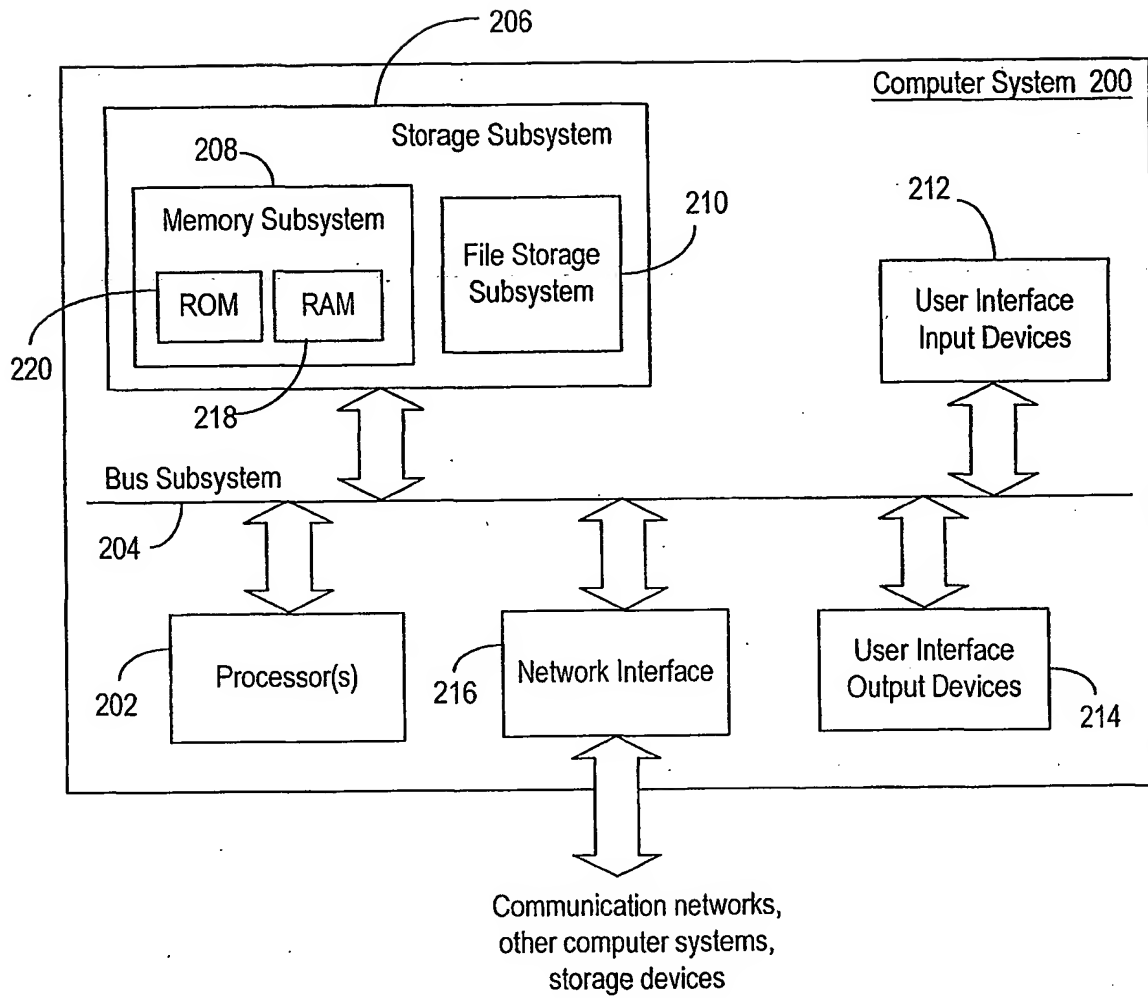 206
Computer System 200
Storage Subsystem
208
Memory Subsystem
210
212
File Storage
Subsystem
ROM
RAM
User Interface
Input Devices
220
218
Bus Subsystem
204
Processor(s)
202
Network Interface
216
User Interface
Output Devices
214
Communication networks,
other computer systems,
storage devices